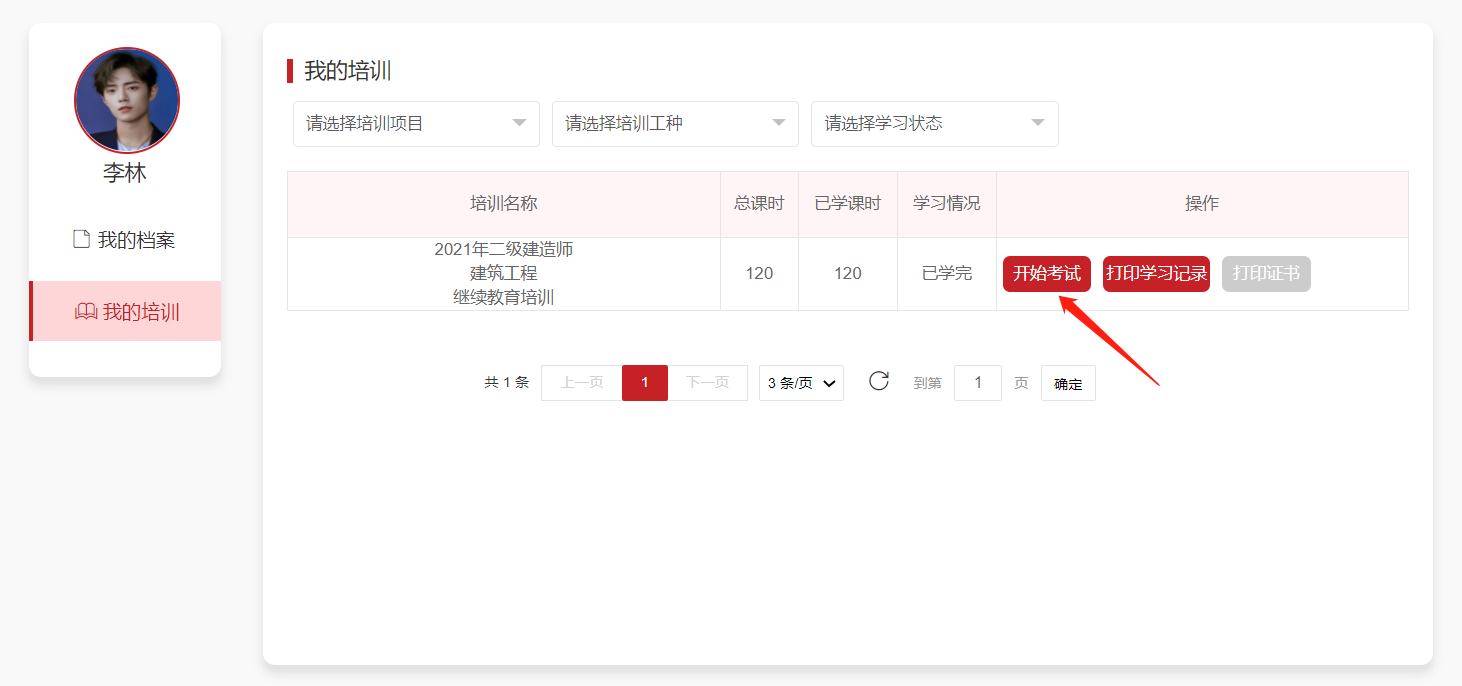 李林
我的档案
我的培训
我的培训
请选择培训项目 请选择培训工种 请选择学习状态
培训名称 总课时 已学课时 学习情况 操作
2021年二级建造师
建筑工程
继续教育培训
120 120 已学完 开始考试 打印学习记录 打印证书
共 1 条 上一页 1 下一页 3 条/页 到第 1 页 确定